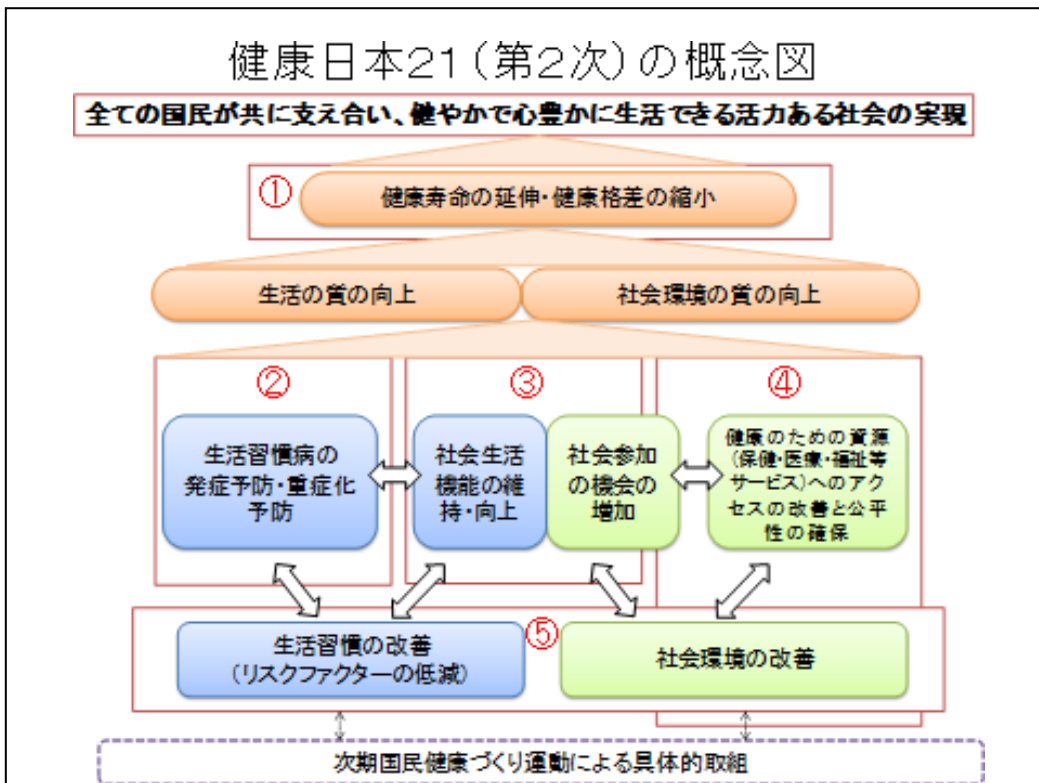 健康日本21(第2次)の概念図
全ての国民が共に支え合い、健やかで心豊かに生活できる活力ある社会の実現
①
健康寿命の延伸・健康格差の縮小
生活の質の向上
社会環境の質の向上
②
③
④
生活習慣病の
発症予防・重症化
予防
社会生活
機能の維
持・向上
社会参加
の機会の
増加
健康のための資源
(保健・医療・福祉等
サービス)へのアク
セスの改善と公平
性の確保
⑤
生活習慣の改善
(リスクファクターの低減)
社会環境の改善
次期国民健康づくり運動による具体的取組